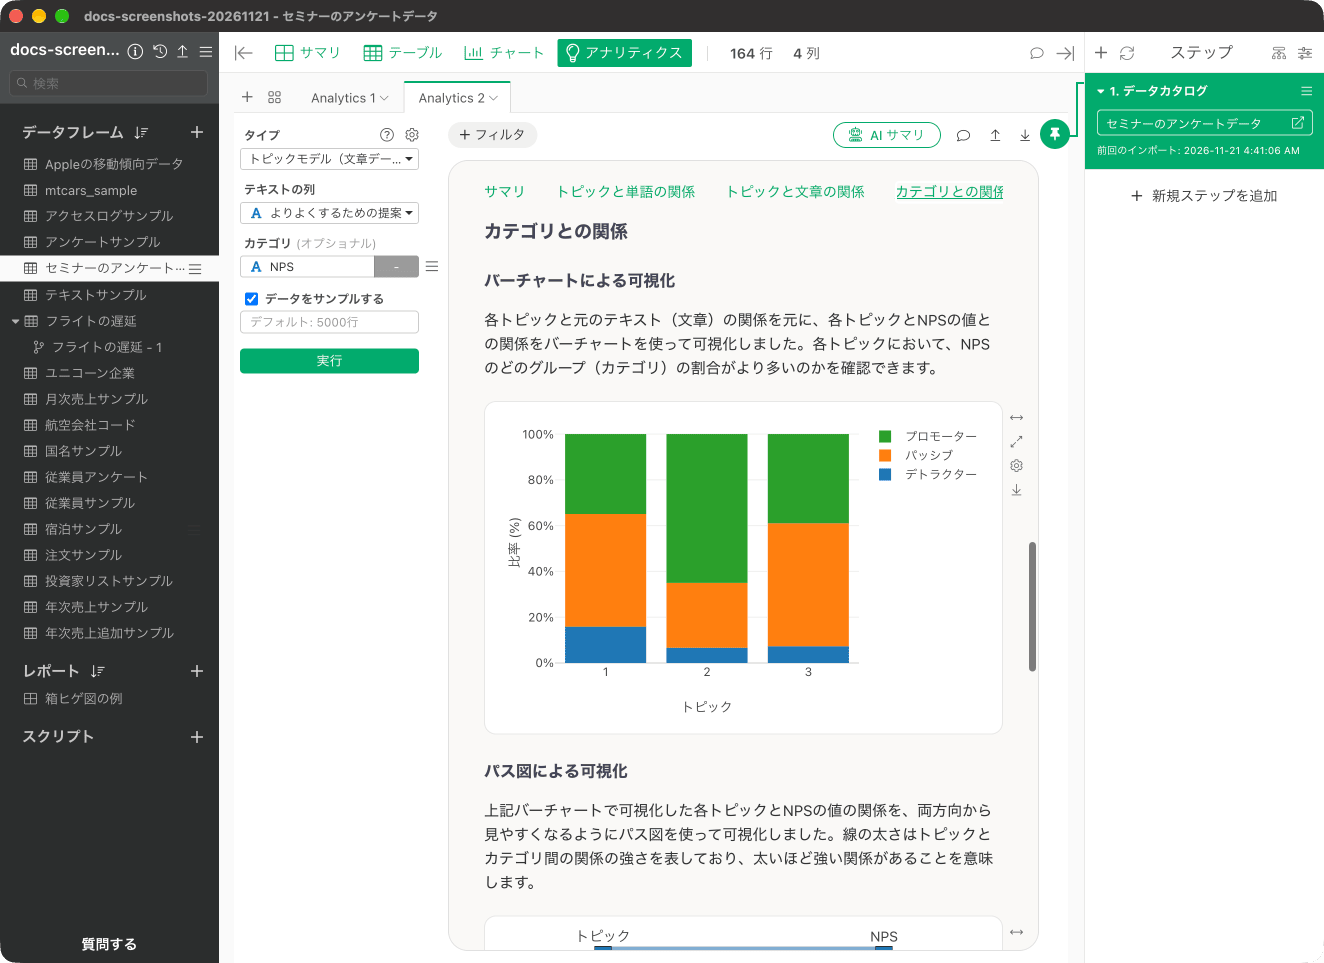 docs-screenshots-20261121 - セミナーのアンケートデータ
docs-screen...
検索
データフレーム
Appleの移動傾向データ
mtcars_sample
アクセスログサンプル
アンケートサンプル
セミナーのアンケート…
テキストサンプル
フライトの遅延
フライトの遅延 - 1
ユニコーン企業
月次売上サンプル
航空会社コード
国名サンプル
従業員アンケート
従業員サンプル
宿泊サンプル
注文サンプル
投資家リストサンプル
年次売上サンプル
年次売上追加サンプル
レポート
箱ヒゲ図の例
スクリプト
質問する
サマリ
テーブル
チャート
アナリティクス
164 行
4 列
Analytics 1
Analytics 2
タイプ
トピックモデル（文章デー...
テキストの列
A よりよくするための提案
カテゴリ (オプショナル)
A NPS
-
データをサンプルする
デフォルト: 5000行
実行
+ フィルタ
AI サマリ
サマリ
トピックと単語の関係
トピックと文章の関係
カテゴリとの関係
カテゴリとの関係
バーチャートによる可視化
各トピックと元のテキスト（文章）の関係を元に、各トピックとNPSの値と
の関係をバーチャートを使って可視化しました。各トピックにおいて、NPS
のどのグループ（カテゴリ）の割合がより多いのかを確認できます。
100%
80%
60%
40%
20%
0%
比率 (%)
1
2
3
トピック
プロモーター
パッシブ
デトラクター
パス図による可視化
上記バーチャートで可視化した各トピックとNPSの値の関係を、両方向から
見やすくなるようにパス図を使って可視化しました。線の太さはトピックと
カテゴリ間の関係の強さを表しており、太いほど強い関係があることを意味
します。
トピック
NPS
ステップ
1. データカタログ
セミナーのアンケートデータ
前回のインポート: 2026-11-21 4:41:06 AM
+ 新規ステップを追加